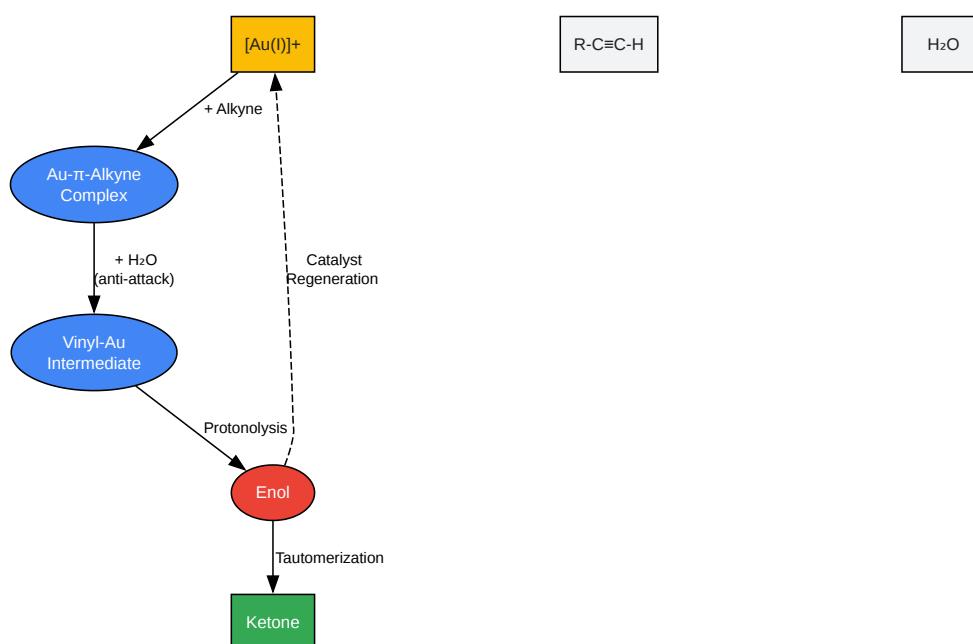 [Au(I)]+
R-C≡C-H
H₂O
+ Alkyne
Au-π-Alkyne
Complex
+ H₂O
(anti-attack)
Catalyst
Regeneration
Vinyl-Au
Intermediate
Protonolysis
Enol
Tautomerization
Ketone